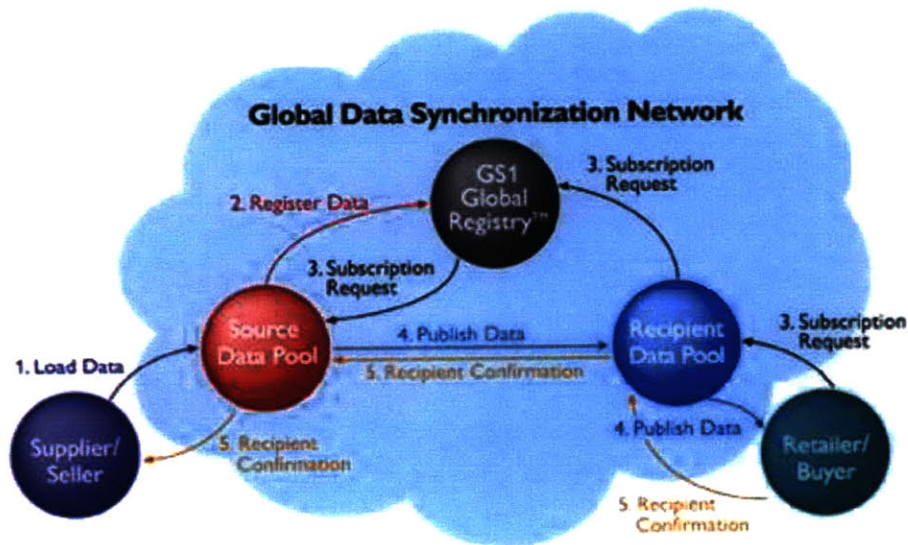 Global Data Synchronization Network
GS1
Global
Registry™
3. Subscription
Request
2. Register Data
3. Subscription
Request
Source
Data Pool
4. Publish Data
5. Recipient Confirmation
Recipient
Data Pool
3. Subscription
Request
1. Load Data
Supplier/
Seller
5. Recipient
Confirmation
4. Publish Data
Retailer/
Buyer
5. Recipient
Confirmation